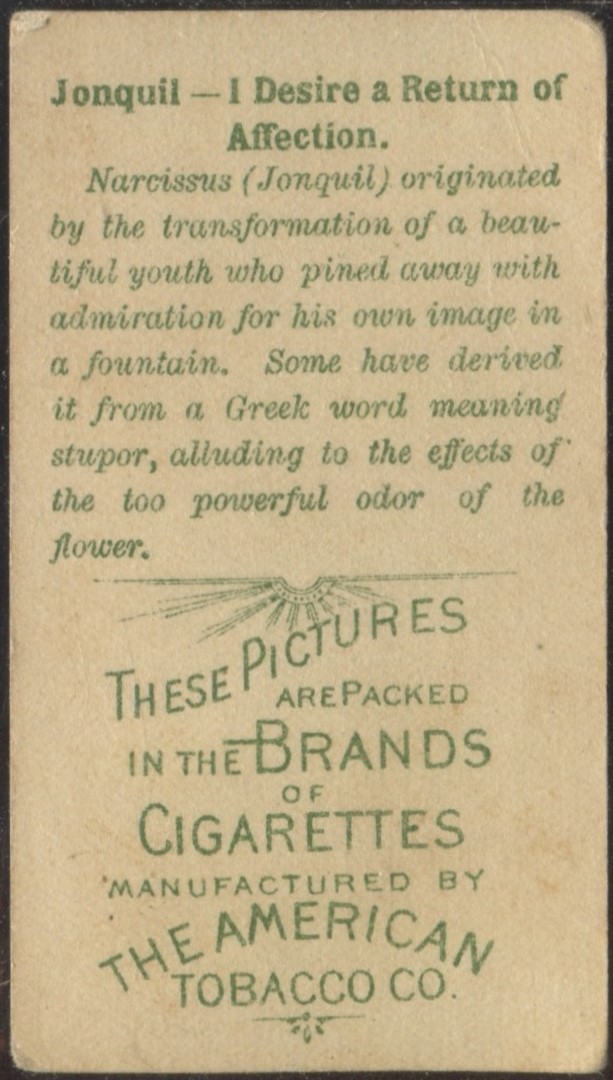 Jonquil — I Desire a Return of
Affection.
Narcissus (Jonquil) originated
by the transformation of a beau-
tiful youth who pined away with
admiration for his own image in
a fountain. Some have derived
it from a Greek word meaning
stupor, alluding to the effects of
the too powerful odor of the
flower.
THESE PICTURES
ARE PACKED
IN THE BRANDS
OF
CIGARETTES
MANUFACTURED BY
THE AMERICAN
TOBACCO CO.